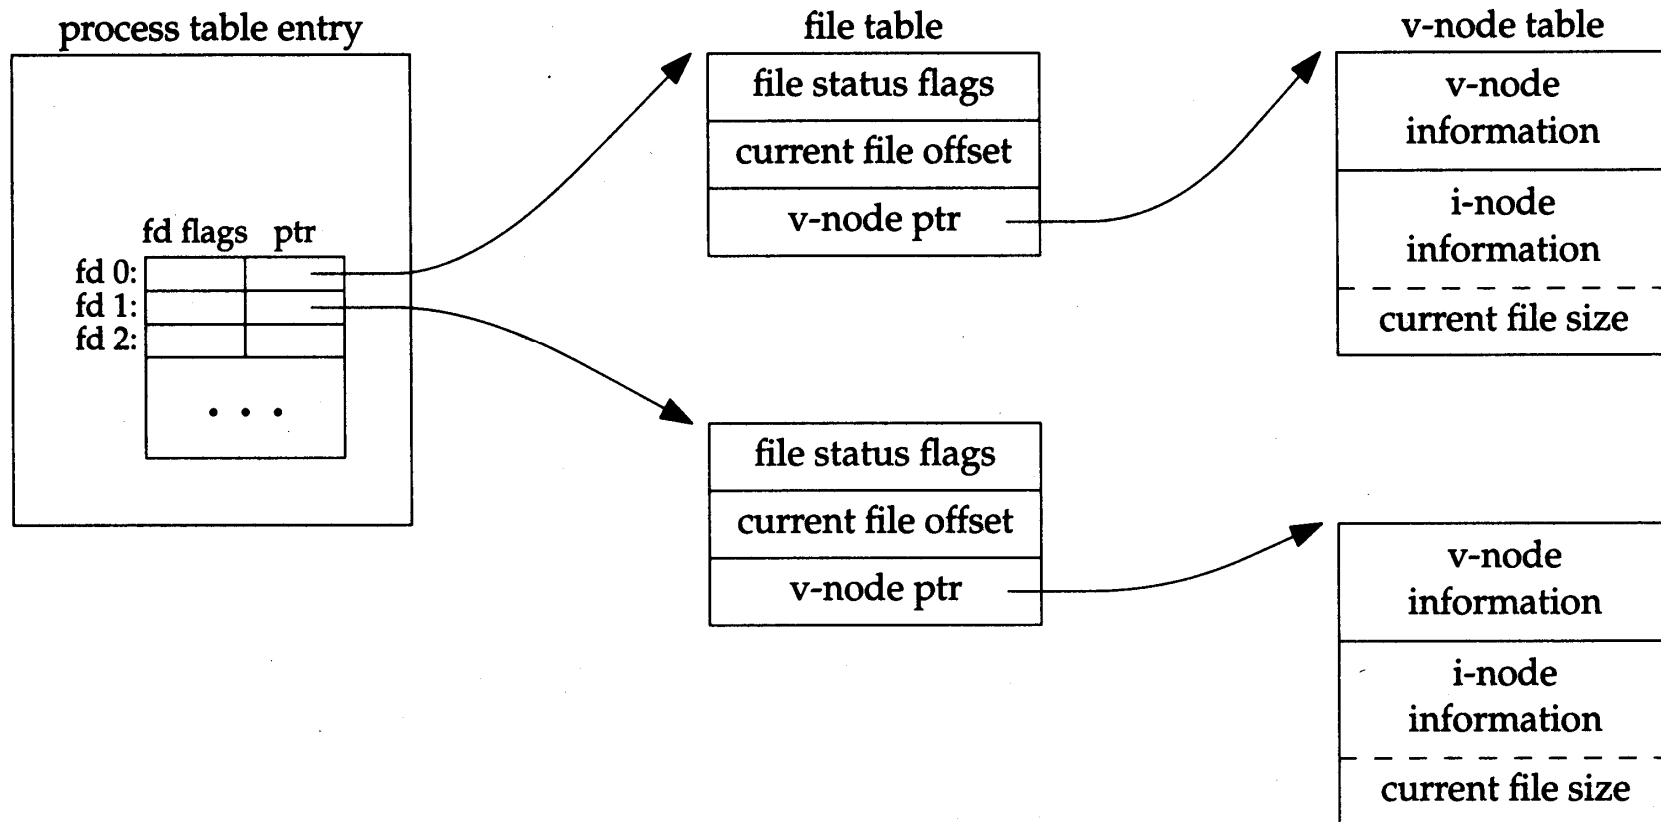 process table entry
fd flags ptr
fd 0:
fd 1:
fd 2:
. . .
file table
file status flags
current file offset
v-node ptr
file status flags
current file offset
v-node ptr
v-node table
v-node
information
i-node
information
current file size
v-node
information
i-node
information
current file size